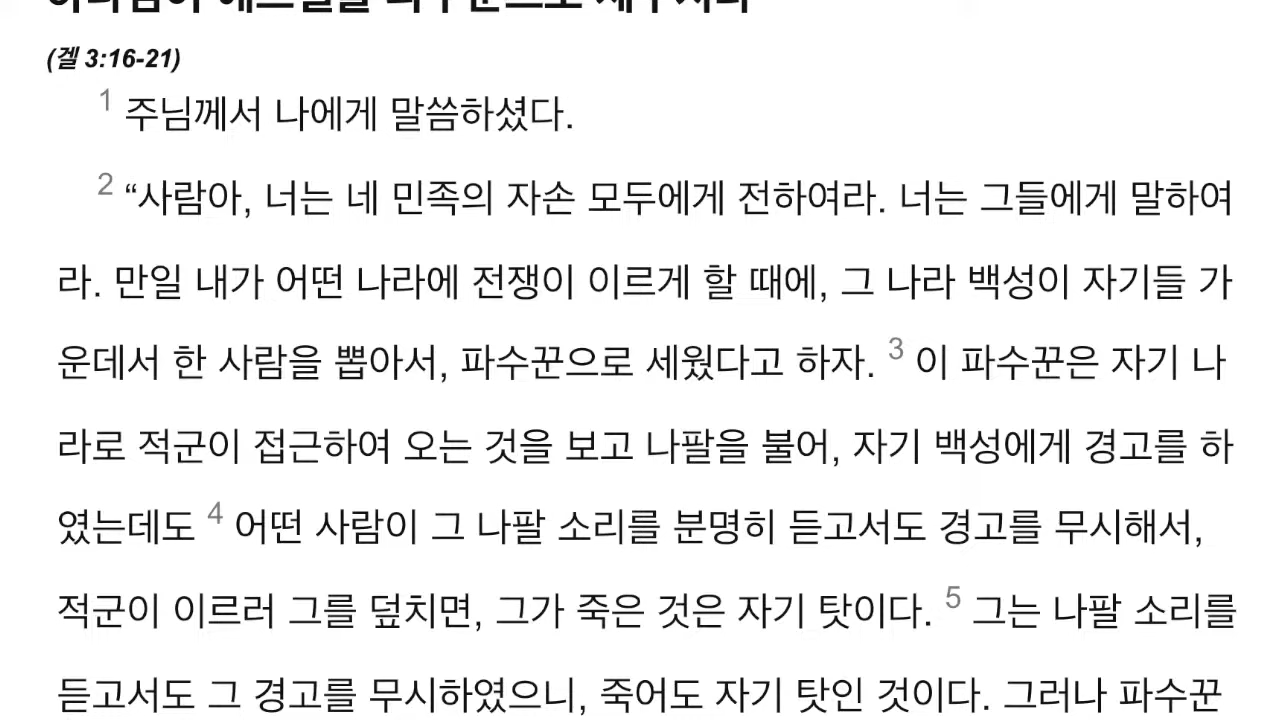 (겔 3:16-21)
1 주님께서 나에게 말씀하셨다.
2 “사람아, 너는 네 민족의 자손 모두에게 전하여라. 너는 그들에게 말하여
라. 만일 내가 어떤 나라에 전쟁이 이르게 할 때에, 그 나라 백성이 자기들 가
운데서 한 사람을 뽑아서, 파수꾼으로 세웠다고 하자. 3 이 파수꾼은 자기 나
라로 적군이 접근하여 오는 것을 보고 나팔을 불어, 자기 백성에게 경고를 하
였는데도 4 어떤 사람이 그 나팔 소리를 분명히 듣고서도 경고를 무시해서,
적군이 이르러 그를 덮치면, 그가 죽은 것은 자기 탓이다. 5 그는 나팔 소리를
듣고서도 그 경고를 무시하였으니, 죽어도 자기 탓인 것이다. 그러나 파수꾼